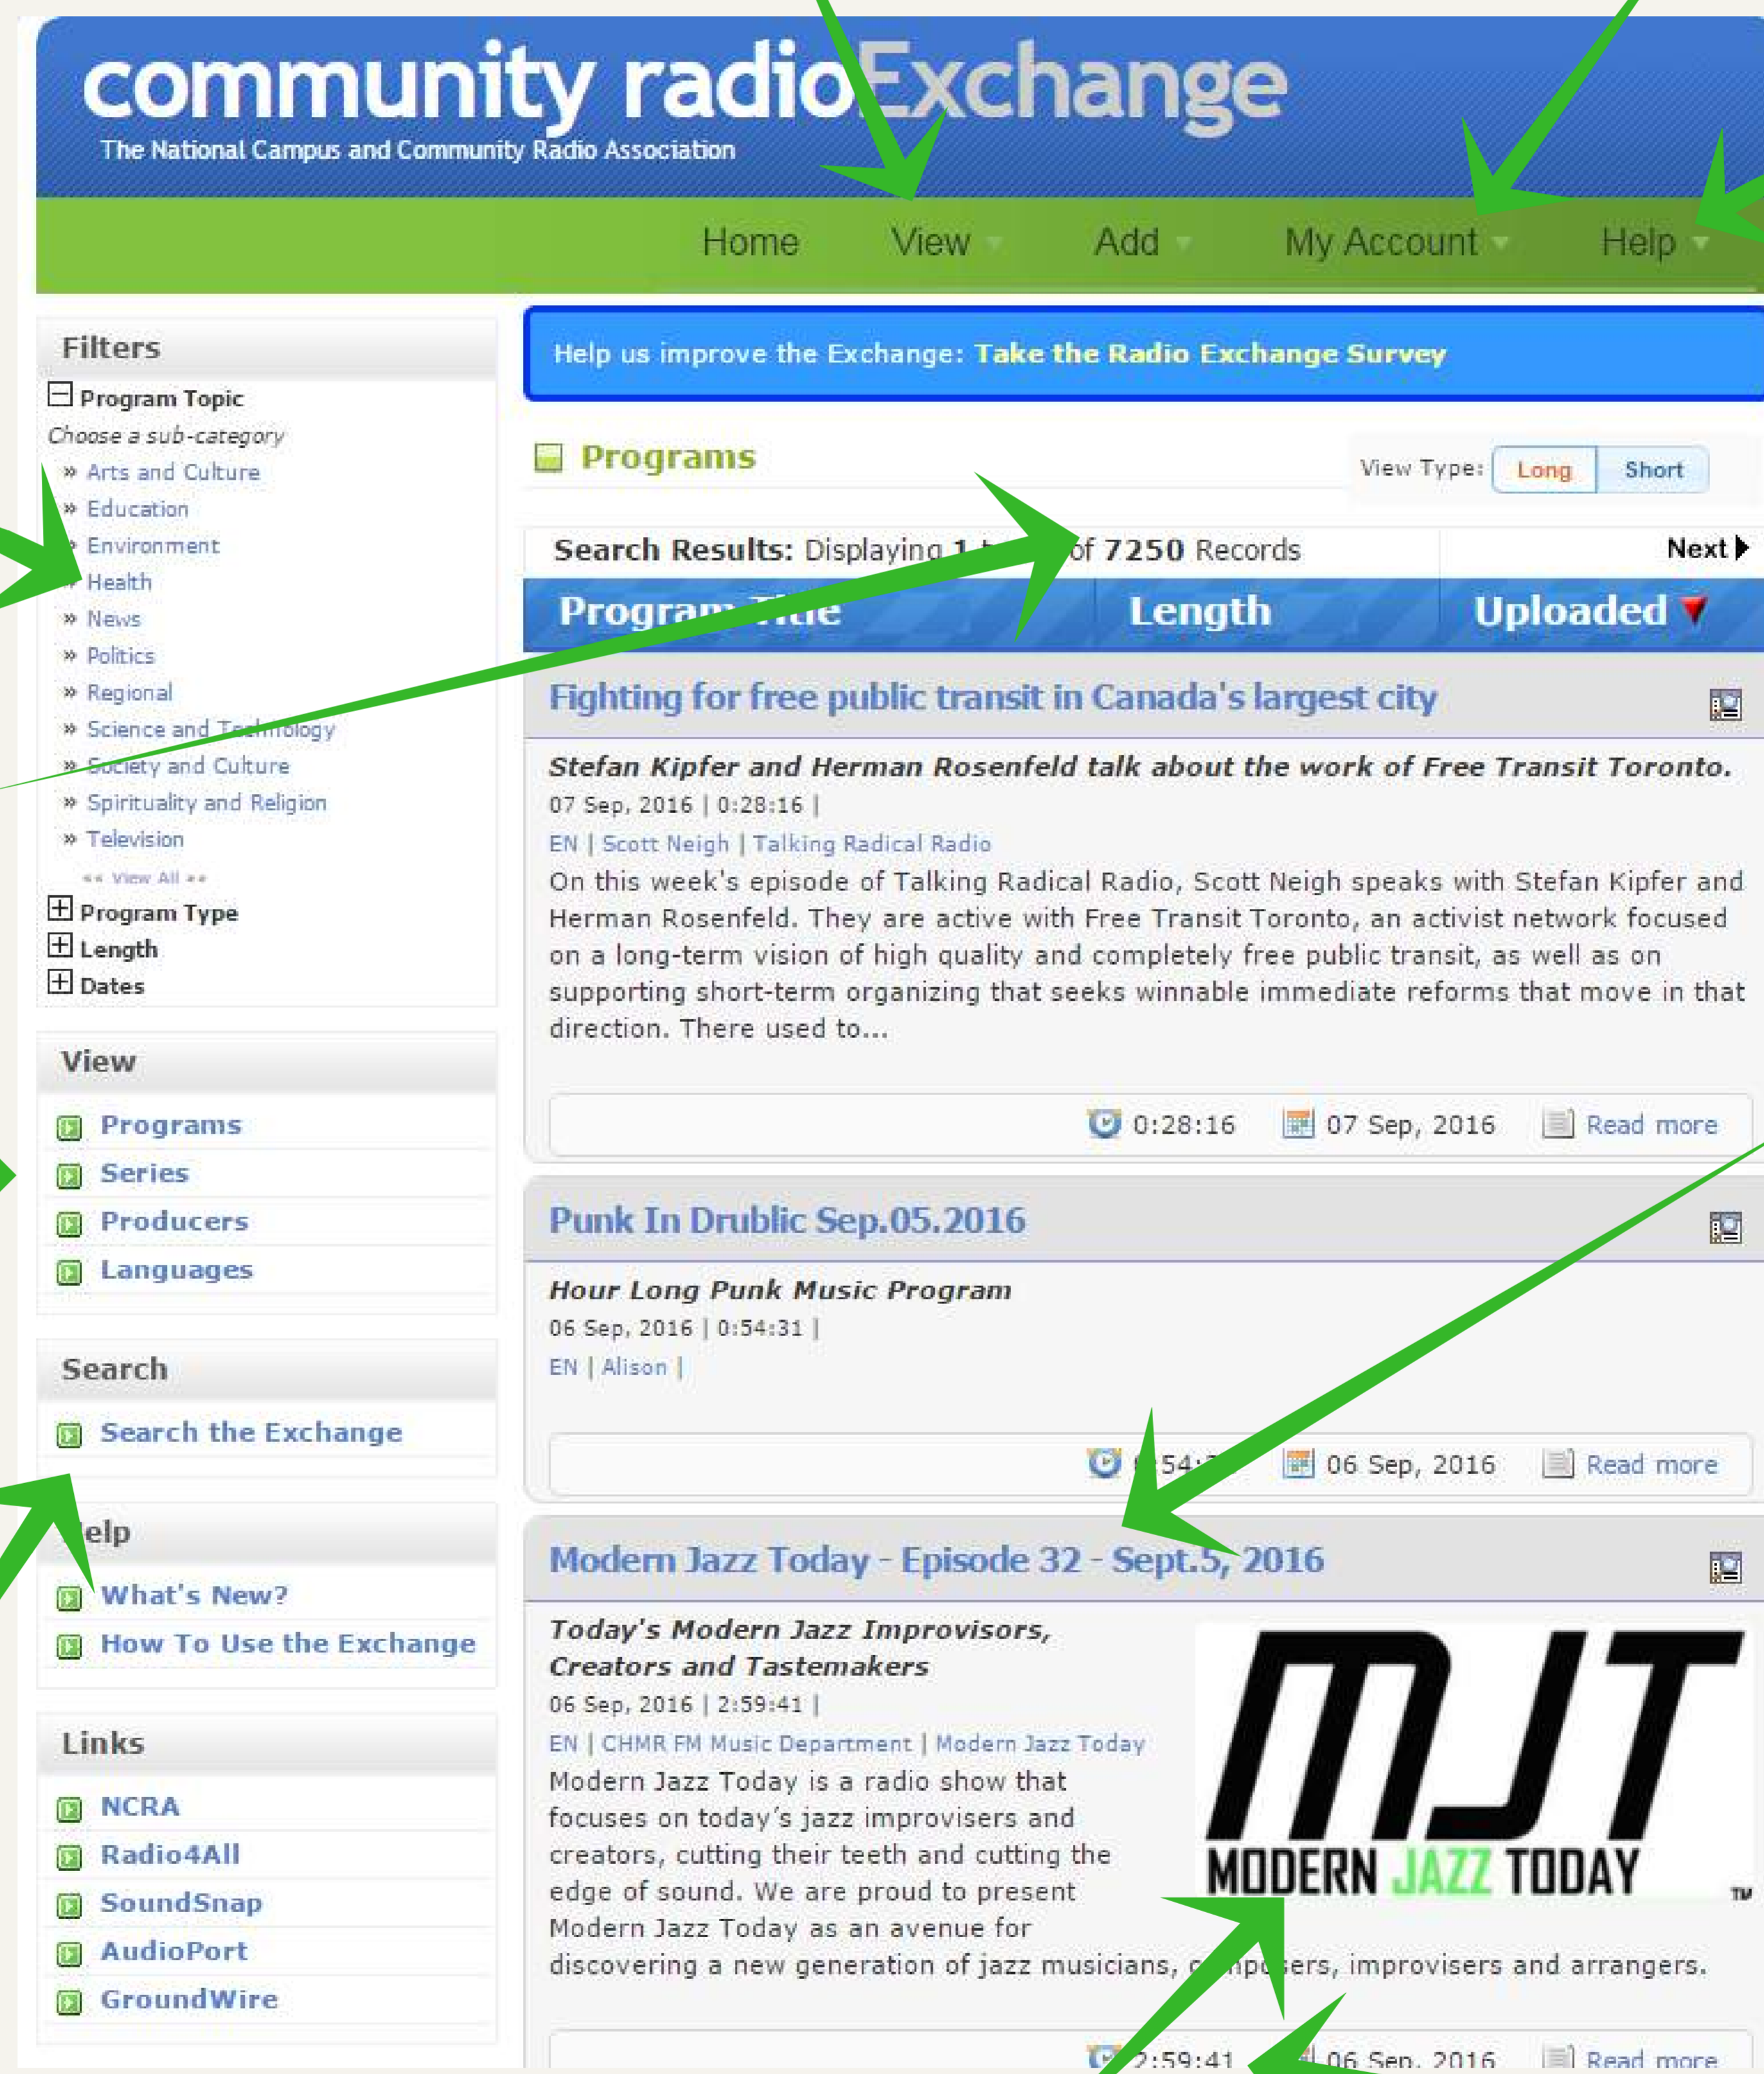 community radioExchange
The National Campus and Community Radio Association
Home View Add My Account Help
Filters
Program Topic
Choose a sub-category
» Arts and Culture
» Education
» Environment
» Health
» News
» Politics
» Regional
» Science and Technology
» Society and Culture
» Spirituality and Religion
» Television
«« View All »»
Program Type
Length
Dates
View
Programs
Series
Producers
Languages
Search
Search the Exchange
Help
What's New?
How To Use the Exchange
Links
NCRA
Radio4All
SoundSnap
AudioPort
GroundWire
Help us improve the Exchange: Take the Radio Exchange Survey
Programs
View Type: Long Short
Search Results: Displaying 1 of 7250 Records Next
Program Title Length Uploaded
Fighting for free public transit in Canada's largest city
Stefan Kipfer and Herman Rosenfeld talk about the work of Free Transit Toronto.
07 Sep, 2016 | 0:28:16 |
EN | Scott Neigh | Talking Radical Radio
On this week's episode of Talking Radical Radio, Scott Neigh speaks with Stefan Kipfer and
Herman Rosenfeld. They are active with Free Transit Toronto, an activist network focused
on a long-term vision of high quality and completely free public transit, as well as on
supporting short-term organizing that seeks winnable immediate reforms that move in that
direction. There used to...
0:28:16 07 Sep, 2016 Read more
Punk In Drublic Sep.05.2016
Hour Long Punk Music Program
06 Sep, 2016 | 0:54:31 |
EN | Alison |
06 Sep, 2016 Read more
Modern Jazz Today - Episode 32 - Sept.5, 2016
Today's Modern Jazz Improvisors,
Creators and Tastemakers
06 Sep, 2016 | 2:59:41 |
EN | CHMR FM Music Department | Modern Jazz Today
Modern Jazz Today is a radio show that
focuses on today's jazz improvisers and
creators, cutting their teeth and cutting the
edge of sound. We are proud to present
Modern Jazz Today as an avenue for
discovering a new generation of jazz musicians, composers, improvisers and arrangers.
MJT
MODERN JAZZ TODAY TM
2:59:41 06 Sep, 2016 Read more